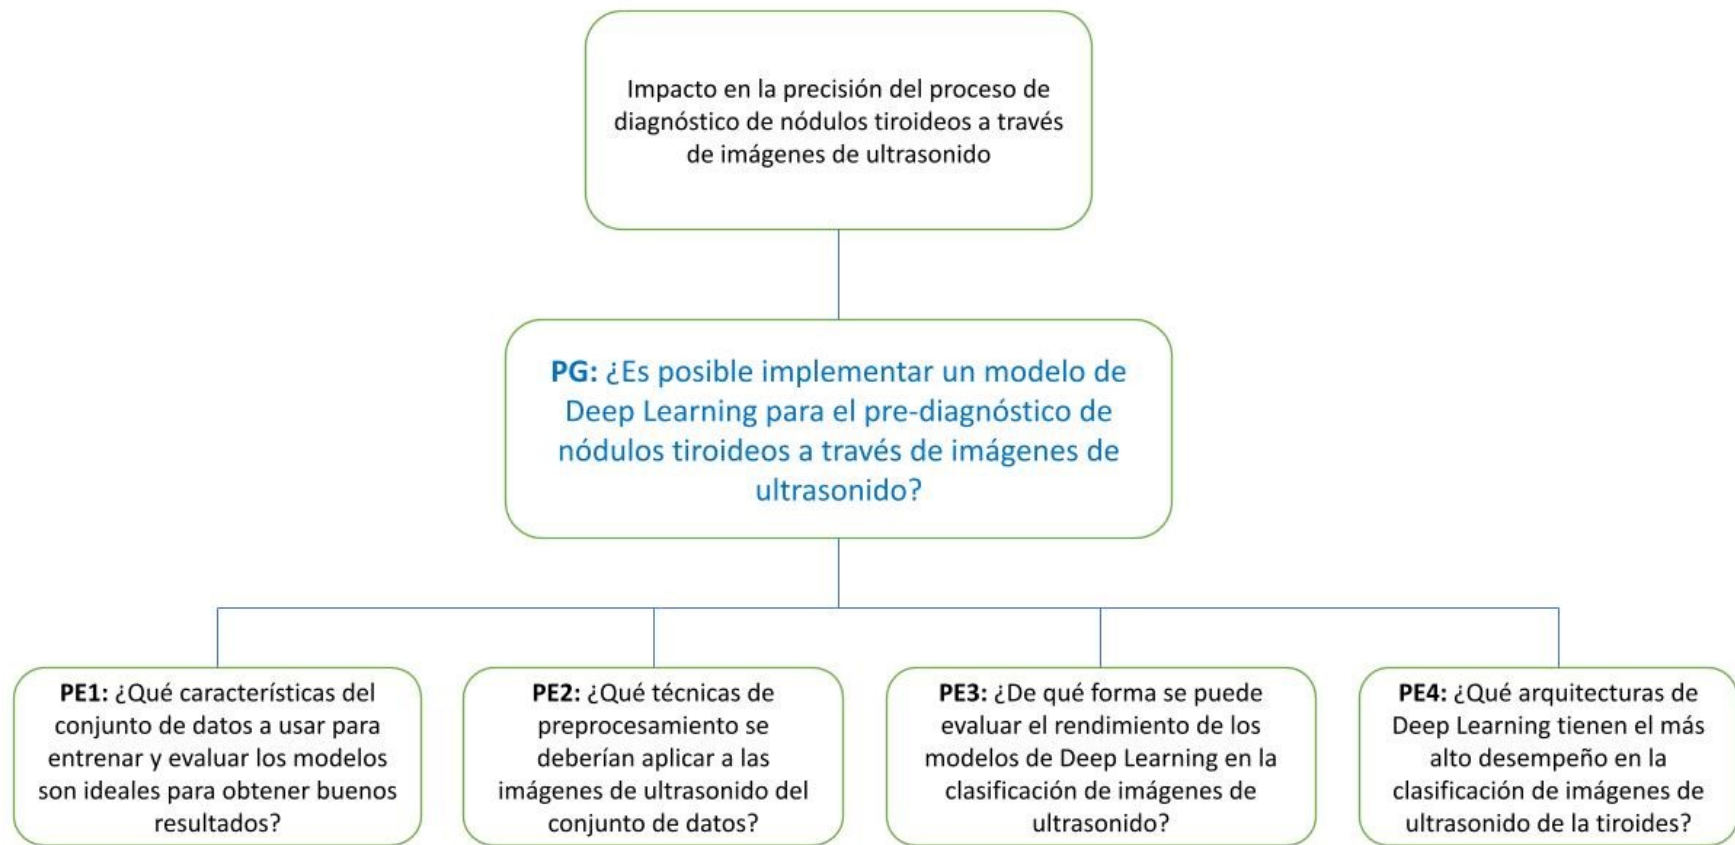 Impacto en la precisión del proceso de
diagnóstico de nódulos tiroideos a través
de imágenes de ultrasonido
PG: ¿Es posible implementar un modelo de
Deep Learning para el pre-diagnóstico de
nódulos tiroideos a través de imágenes de
ultrasonido?
PE1: ¿Qué características del
conjunto de datos a usar para
entrenar y evaluar los modelos
son ideales para obtener buenos
resultados?
PE2: ¿Qué técnicas de
preprocesamiento se
deberían aplicar a las
imágenes de ultrasonido del
conjunto de datos?
PE3: ¿De qué forma se puede
evaluar el rendimiento de los
modelos de Deep Learning en la
clasificación de imágenes de
ultrasonido?
PE4: ¿Qué arquitecturas de
Deep Learning tienen el más
alto desempeño en la
clasificación de imágenes de
ultrasonido de la tiroides?